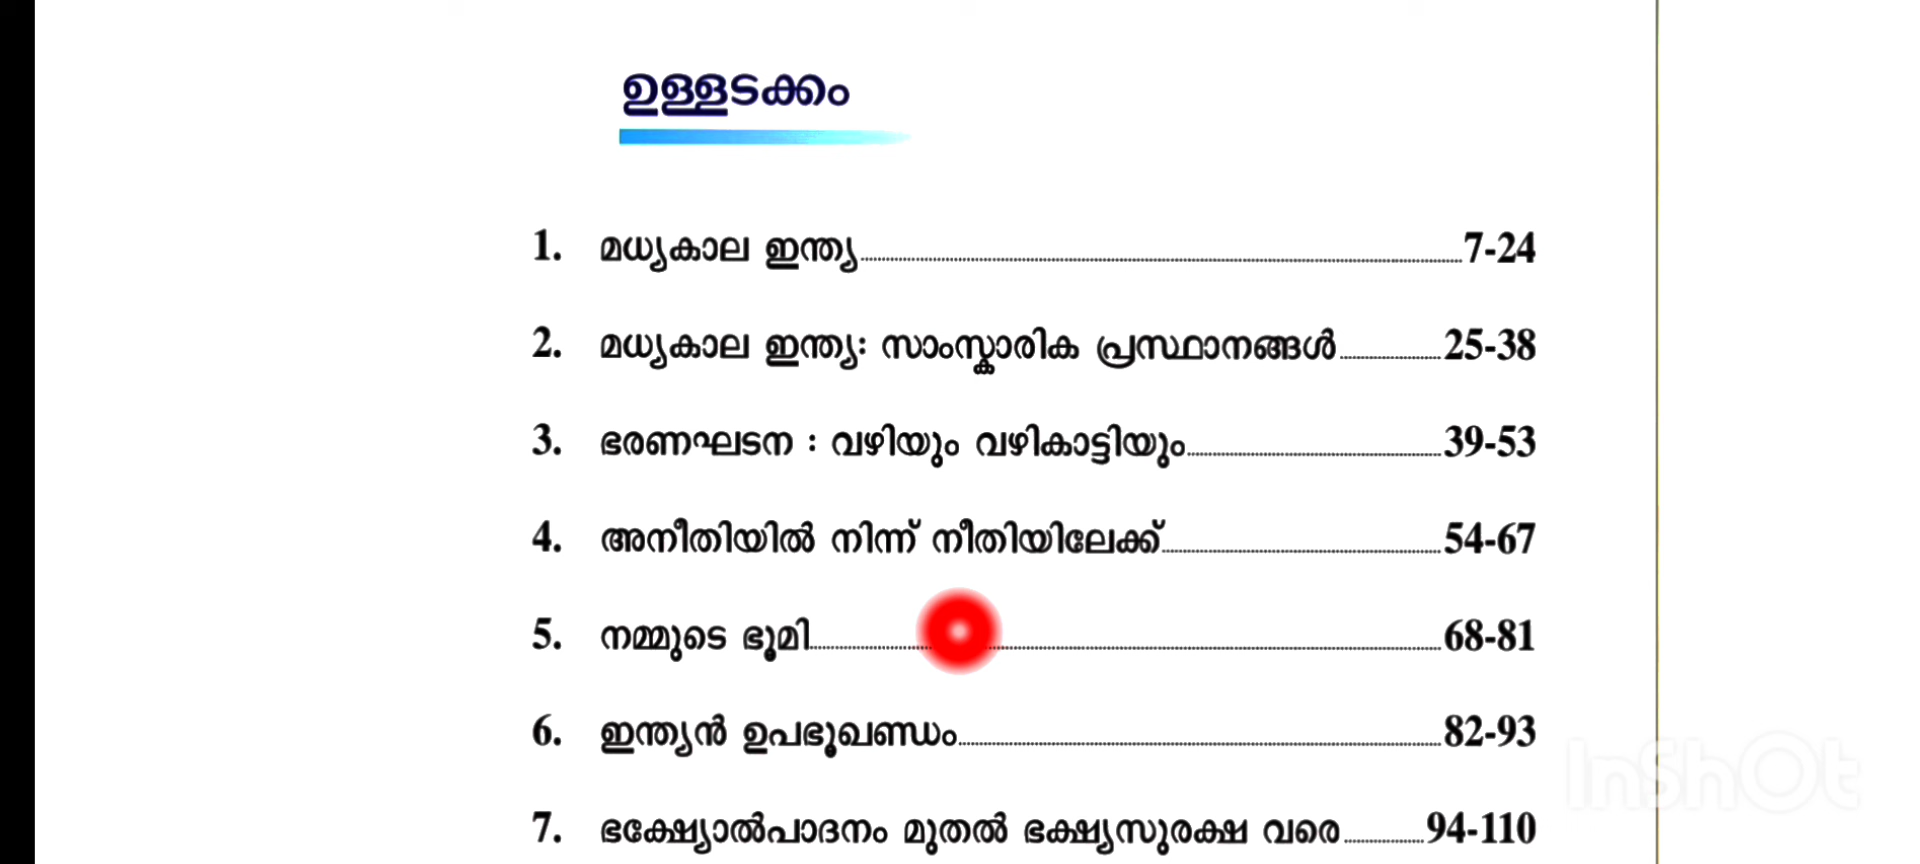 ഉള്ളടക്കം
1. മധ്യകാല ഇന്ത്യ 7-24
2. മധ്യകാല ഇന്ത്യ: സാംസ്കാരിക പ്രസ്ഥാനങ്ങൾ 25-38
3. ഭരണഘടന : വഴിയും വഴികാട്ടിയും 39-53
4. അനീതിയിൽ നിന്ന് നീതിയിലേക്ക് 54-67
5. നമ്മുടെ ഭൂമി 68-81
6. ഇന്ത്യൻ ഉപഭൂഖണ്ഡം 82-93
7. ഭക്ഷ്യോൽപാദനം മുതൽ ഭക്ഷ്യസുരക്ഷ വരെ 94-110
InShOt